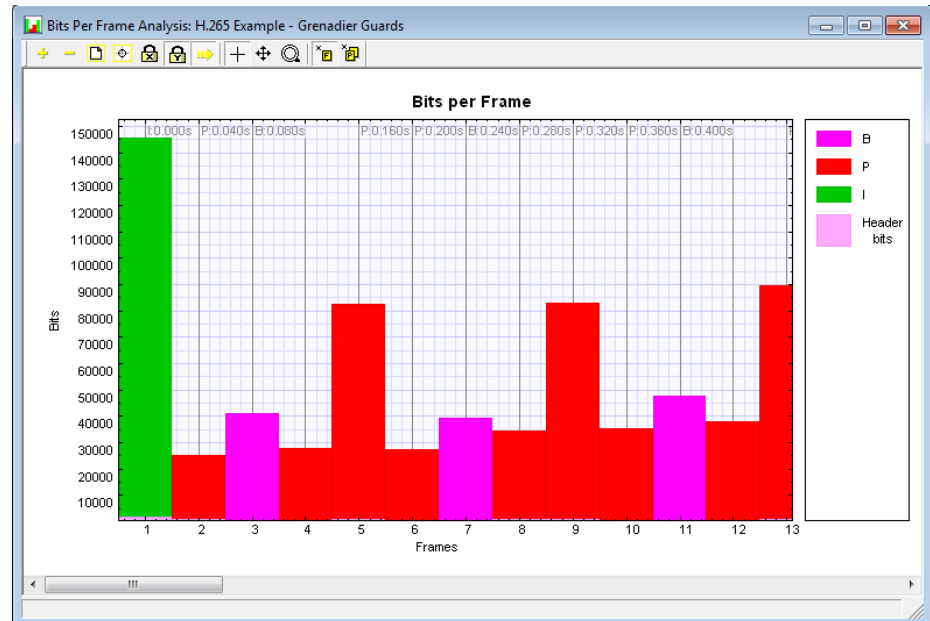 Bits Per Frame Analysis: H.265 Example - Grenadier Guards
Bits per Frame
I:0.000s P:0.040s B:0.080s P:0.160s P:0.200s B:0.240s P:0.280s P:0.320s P:0.360s B:0.400s
150000
140000
130000
120000
110000
100000
90000
80000
70000
60000
50000
40000
30000
20000
10000
Bits
1 2 3 4 5 6 7 8 9 10 11 12 13
Frames
B
P
I
Header
bits